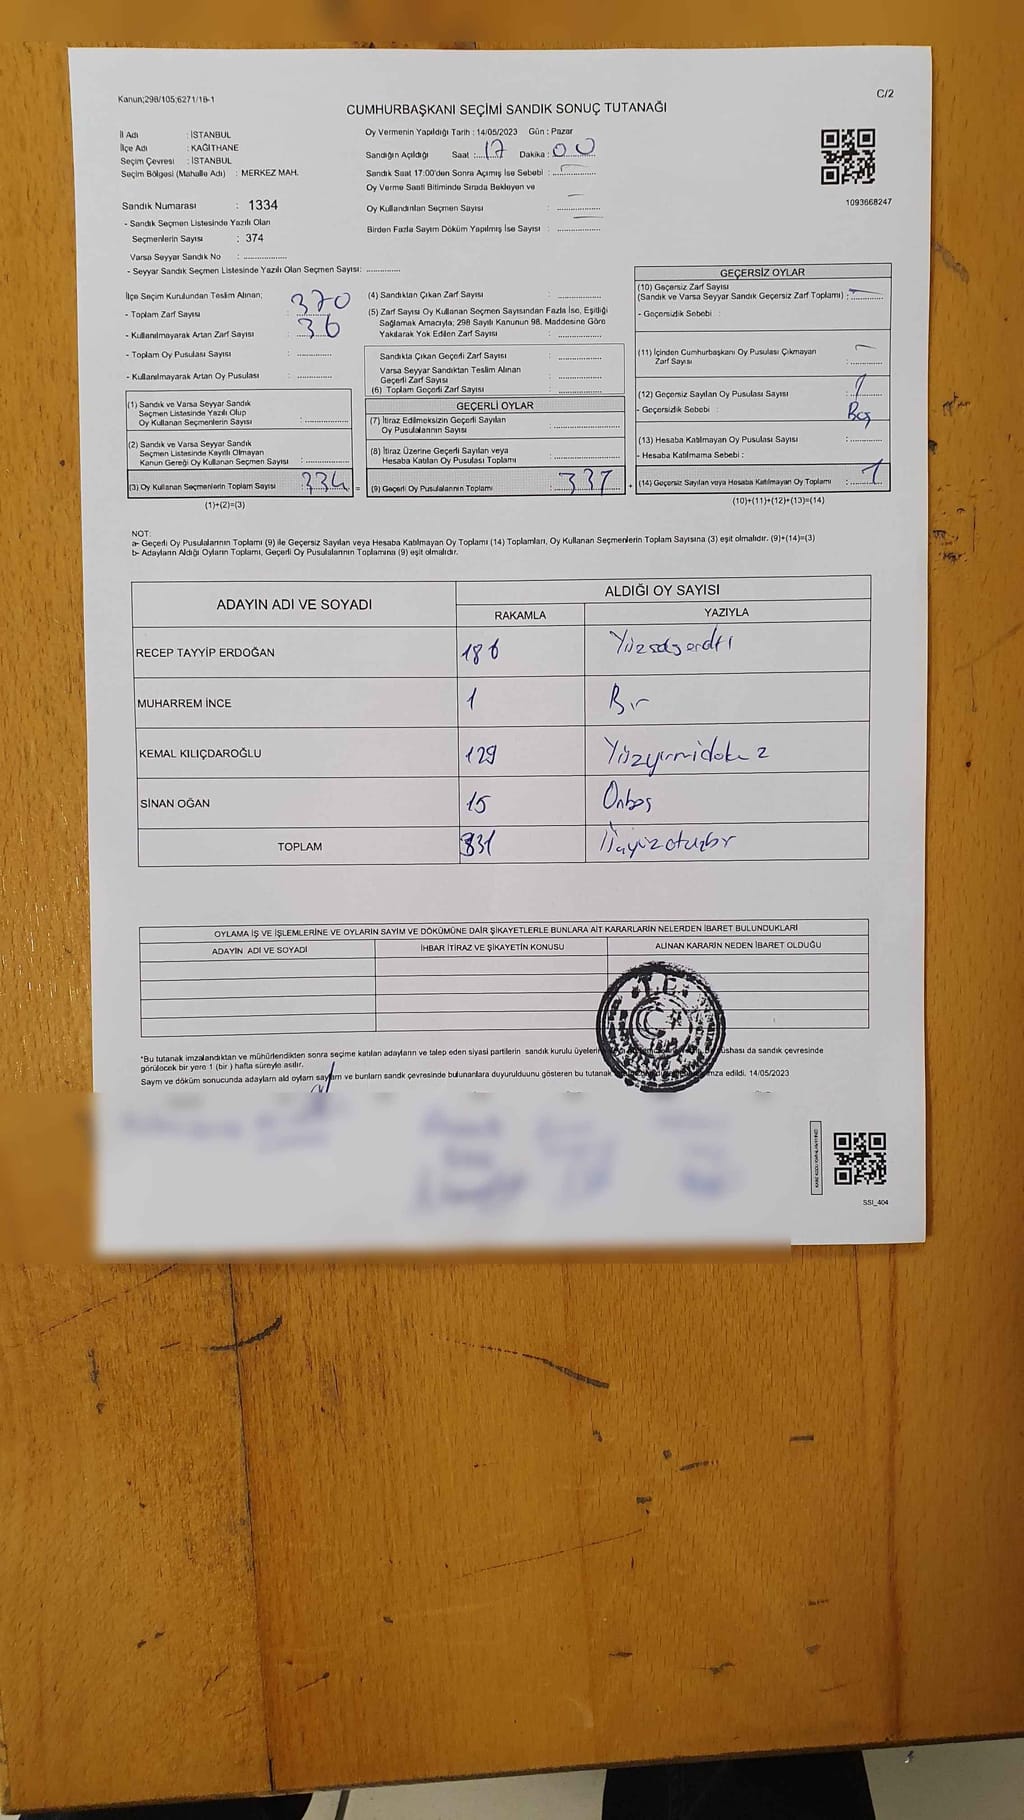 Kanun;298/105;6271/18-1
C/2
CUMHURBAŞKANI SEÇİMİ SANDIK SONUÇ TUTANAĞI
İl Adı : İSTANBUL
İlçe Adı : KAĞITHANE
Seçim Çevresi : İSTANBUL
Seçim Bölgesi (Mahalle Adı) : MERKEZ MAH.
Sandık Numarası : 1334
- Sandık Seçmen Listesinde Yazılı Olan
Seçmenlerin Sayısı : 374
Varsa Seyyar Sandık No : ................
- Seyyar Sandık Seçmen Listesinde Yazılı Olan Seçmen Sayısı: ............
Oy Vermenin Yapıldığı Tarih : 14/05/2023 Gün : Pazar
Sandığın Açıldığı Saat : 17 Dakika : 00
Sandık Saat 17:00'den Sonra Açımış İse Sebebi : ..............
Oy Verme Saati Bitiminde Sırada Bekleyen ve
Oy Kullandırılan Seçmen Sayısı : ..............
Birden Fazla Sayım Döküm Yapılmış İse Sayısı : ..............
1093668247
İlçe Seçim Kurulundan Teslim Alınan;
- Toplam Zarf Sayısı : 370
- Kullanılmayarak Artan Zarf Sayısı : 36
- Toplam Oy Pusulası Sayısı : ............
- Kullanılmayarak Artan Oy Pusulası : ............
(1) Sandık ve Varsa Seyyar Sandık
Seçmen Listasinde Yazılı Olup
Oy Kullanan Seçmenlerin Sayısı : ..............
(2) Sandık ve Varsa Seyyar Sandık
Seçmen Listesinde Kayıtlı Olmayan
Kanun Gereği Oy Kullanan Seçmen Sayısı : ..............
(3) Oy Kullanan Seçmenlerin Toplam Sayısı : 334 =
(1)+(2)=(3)
(4) Sandıktan Çıkan Zarf Sayısı : ..............
(5) Zarf Sayısı Oy Kullanan Seçmen Sayısından Fazla İse, Eşitliği
Sağlamak Amacıyla; 298 Sayılı Kanunun 98. Maddesine Göre
Yakılarak Yok Edilen Zarf Sayısı : ..............
Sandıkta Çıkan Geçerli Zarf Sayısı : ..............
Varsa Seyyar Sandıktan Teslim Alınan
Geçerli Zarf Sayısı : ..............
(6) Toplam Geçerli Zarf Sayısı : ..............
GEÇERLİ OYLAR
(7) İtiraz Edilmeksizin Geçerli Sayılan
Oy Pusulalarının Sayısı : ..............
(8) İtiraz Üzerine Geçerli Sayılan veya
Hesaba Katılan Oy Pusulaları Toplamı : ..............
(9) Geçerli Oy Pusulalarının Toplamı : 337 +
GEÇERSİZ OYLAR
(10) Geçersiz Zarf Sayısı
(Sandık ve Varsa Seyyar Sandık Geçersiz Zarf Toplamı) : ........
- Geçersizlik Sebebi :
(11) İçinden Cumhurbaşkanı Oy Pusulası Çıkmayan
Zarf Sayısı : ........
(12) Geçersiz Sayılan Oy Pusulası Sayısı : 1
- Geçersizlik Sebebi : Boş
(13) Hesaba Katılmayan Oy Pusulası Sayısı : ........
- Hesaba Katılmama Sebebi :
(14) Geçersiz Sayılan veya Hesaba Katılmayan Oy Toplamı : 1
(10)+(11)+(12)+(13)=(14)
NOT:
a- Geçerli Oy Pusulalarının Toplamı (9) ile Geçersiz Sayılan veya Hesaba Katılmayan Oy Toplamı (14) Toplamları, Oy Kullanan Seçmenlerin Toplam Sayısına (3) eşit olmalıdır. (9)+(14)=(3)
b- Adayların Aldığı Oyların Toplamı, Geçerli Oy Pusulalarının Toplamına (9) eşit olmalıdır.
ADAYIN ADI VE SOYADI
ALDIĞI OY SAYISI
RAKAMLA YAZIYLA
RECEP TAYYİP ERDOĞAN 186 Yüzseksenaltı
MUHARREM İNCE 1 Bir
KEMAL KILIÇDAROĞLU 129 Yüzyirmidokuz
SİNAN OĞAN 15 Onbeş
TOPLAM 331 Üçyüzotuzbir
OYLAMA İŞ VE İŞLEMLERİNE VE OYLARIN SAYIM VE DÖKÜMÜNE DAİR ŞİKAYETLERLE BUNLARA AİT KARARLARIN NELERDEN İBARET BULUNDUKLARI
ADAYIN ADI VE SOYADI
İHBAR İTİRAZ VE ŞİKAYETİN KONUSU
ALINAN KARARIN NEDEN İBARET OLDUĞU
*Bu tutanak imzalandıktan ve mühürlendikten sonra seçime katılan adayların ve talep eden siyasi partilerin sandık kurulu üyelerin da sandık çevresinde
görülecek bir yere 1 (bir ) hafta süreyle asılır.
Sayım ve döküm sonucunda adayların aldı oyların sayların ve bunların sandk çevresinde bulunanlara duyurulduunu gösteren bu tutanak imza edildi. 14/05/2023
SSI_404